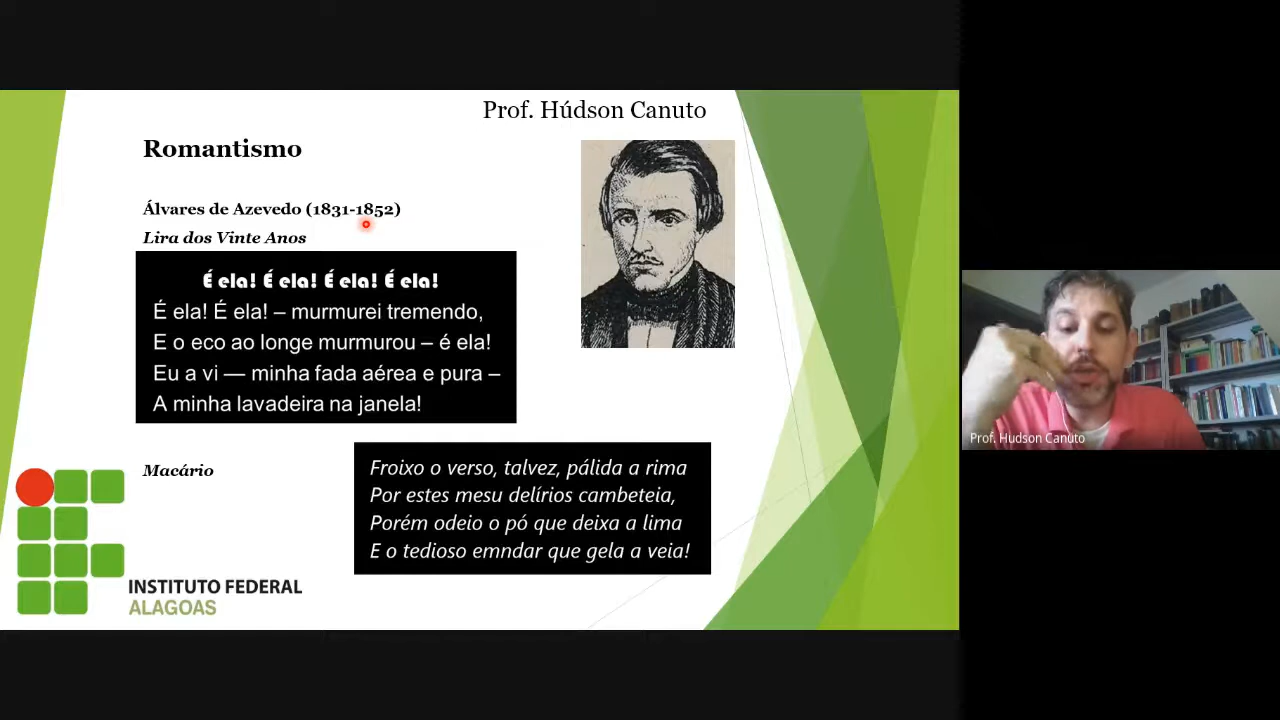 Prof. Húdson Canuto
Romantismo
Álvares de Azevedo (1831-1852)
Lira dos Vinte Anos
É ela! É ela! É ela! É ela!
É ela! É ela! – murmurei tremendo,
E o eco ao longe murmurou – é ela!
Eu a vi — minha fada aérea e pura –
A minha lavadeira na janela!
Macário
Froixo o verso, talvez, pálida a rima
Por estes mesu delírios cambeteia,
Porém odeio o pó que deixa a lima
E o tedioso emndar que gela a veia!
INSTITUTO FEDERAL
ALAGOAS
Prof. Hudson Canuto